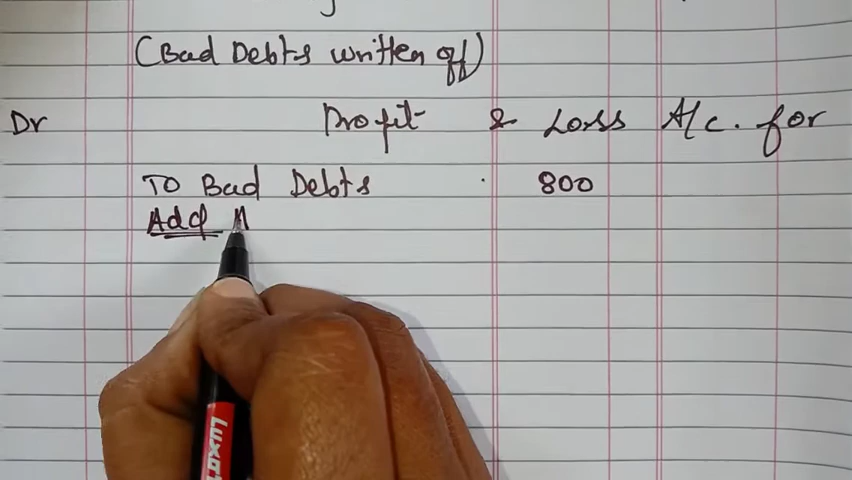 (Bad Debts written off)
Dr Profit & Loss A/c. for
To Bad Debts 800
Add